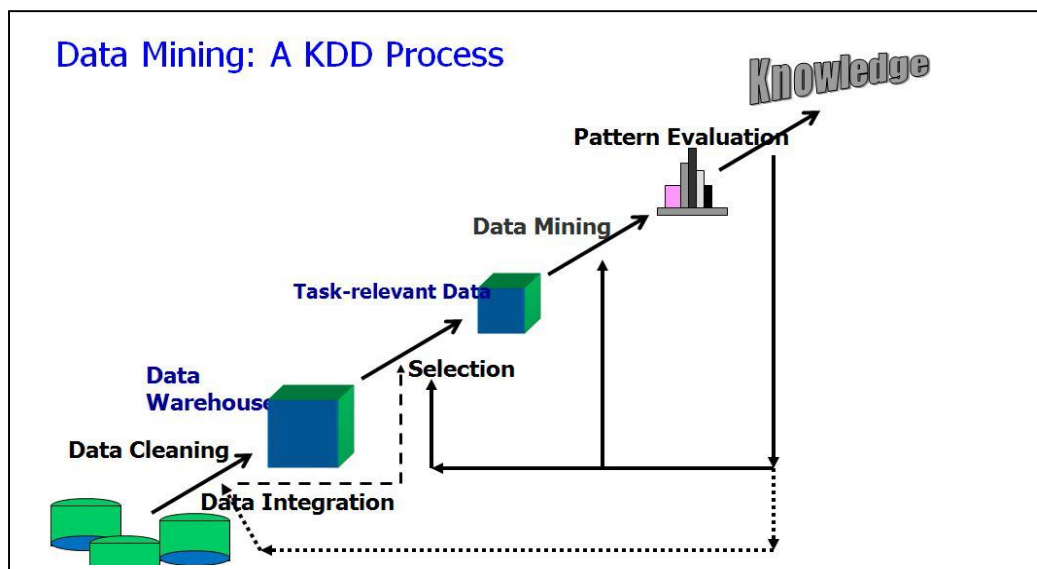 Data Mining: A KDD Process
Knowledge
Pattern Evaluation
Data Mining
Task-relevant Data
Selection
Data
Warehouse
Data Cleaning
Data Integration